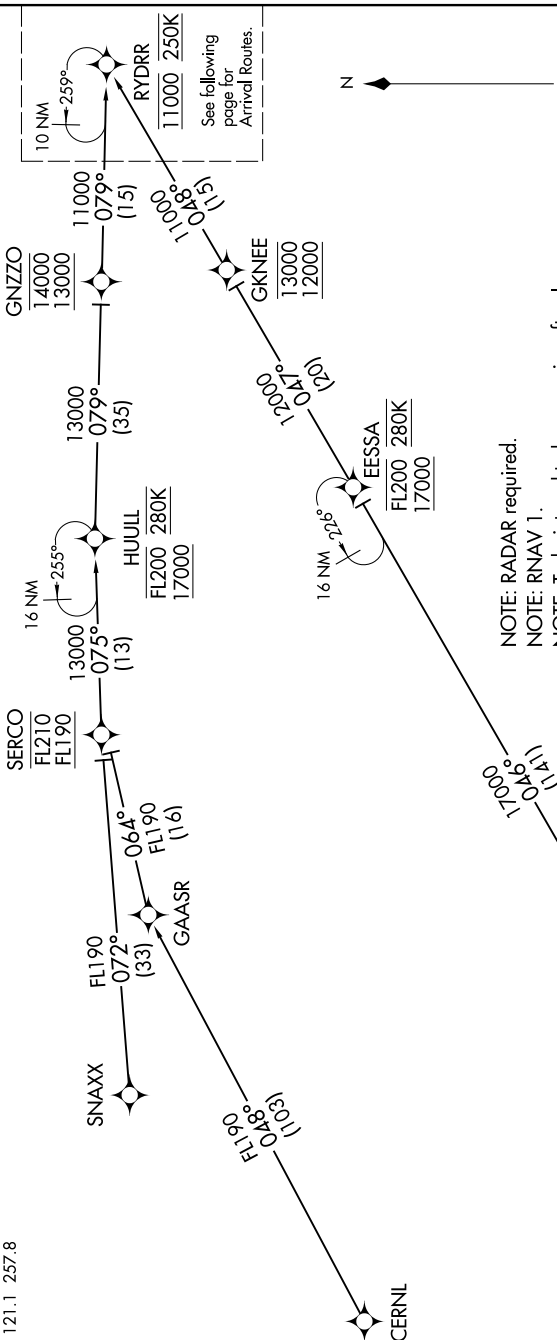 121.1 257.8
SNAXX
FL190
072°
(33)
CERNL
FL190
048°
(103)
GAASR
064°
FL190
(16)
SERCO
FL210
FL190
13000
075°
(13)
16 NM
255°
HUULL
FL200 280K
17000
13000
079°
(35)
GNZZO
14000
13000
11000
079°
(15)
10 NM
259°
RYDRR
11000 250K
See following
page for
Arrival Routes.
11000
048°
(15)
GKNEE
13000
12000
12000
047°
(20)
16 NM
226°
EESSA
FL200 280K
17000
17000
046°
(141)
N
NOTE: RADAR required.
NOTE: RNAV 1.